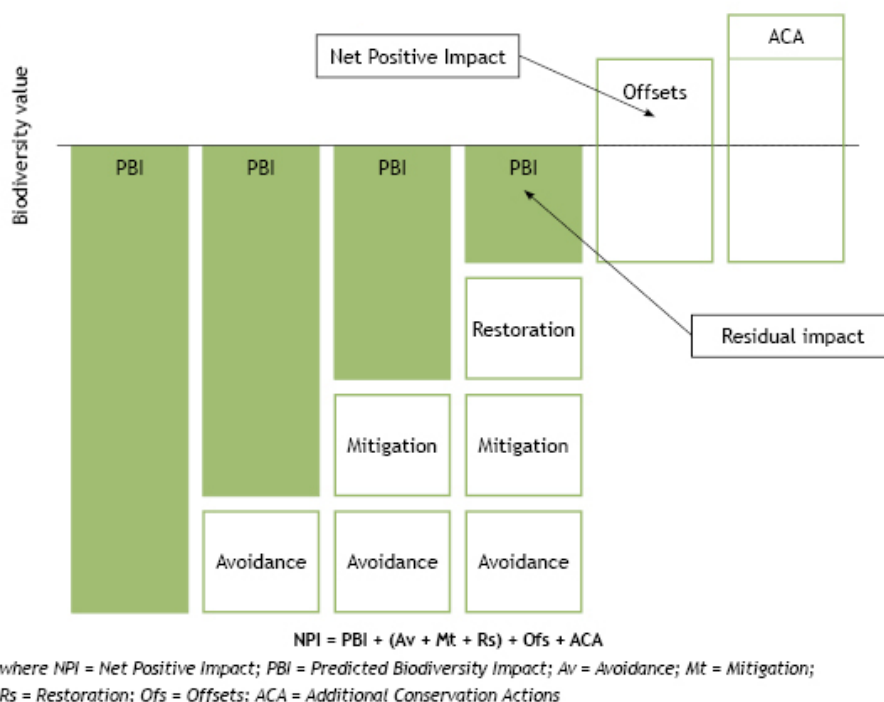 ACA
Net Positive Impact
Offsets
Biodiversity value
PBI PBI PBI PBI
Restoration
Residual impact
Mitigation Mitigation
Avoidance Avoidance Avoidance
NPI = PBI + (Av + Mt + Rs) + Ofs + ACA
where NPI = Net Positive Impact; PBI = Predicted Biodiversity Impact; Av = Avoidance; Mt = Mitigation;
Rs = Restoration; Ofs = Offsets; ACA = Additional Conservation Actions